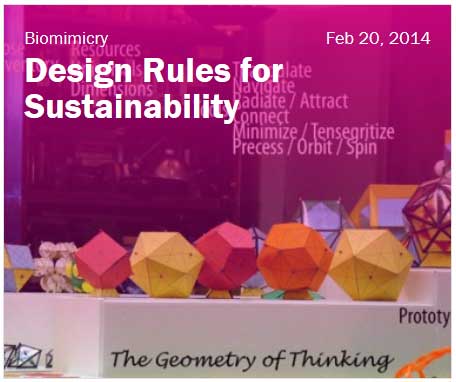 Biomimicry
Feb 20, 2014
Design Rules for
Sustainability
Resources
Dimensions
Navigate
Radiate / Attract
Connect
Minimize / Tensegritize
Precess / Orbit / Spin
Prototy
The Geometry of Thinking